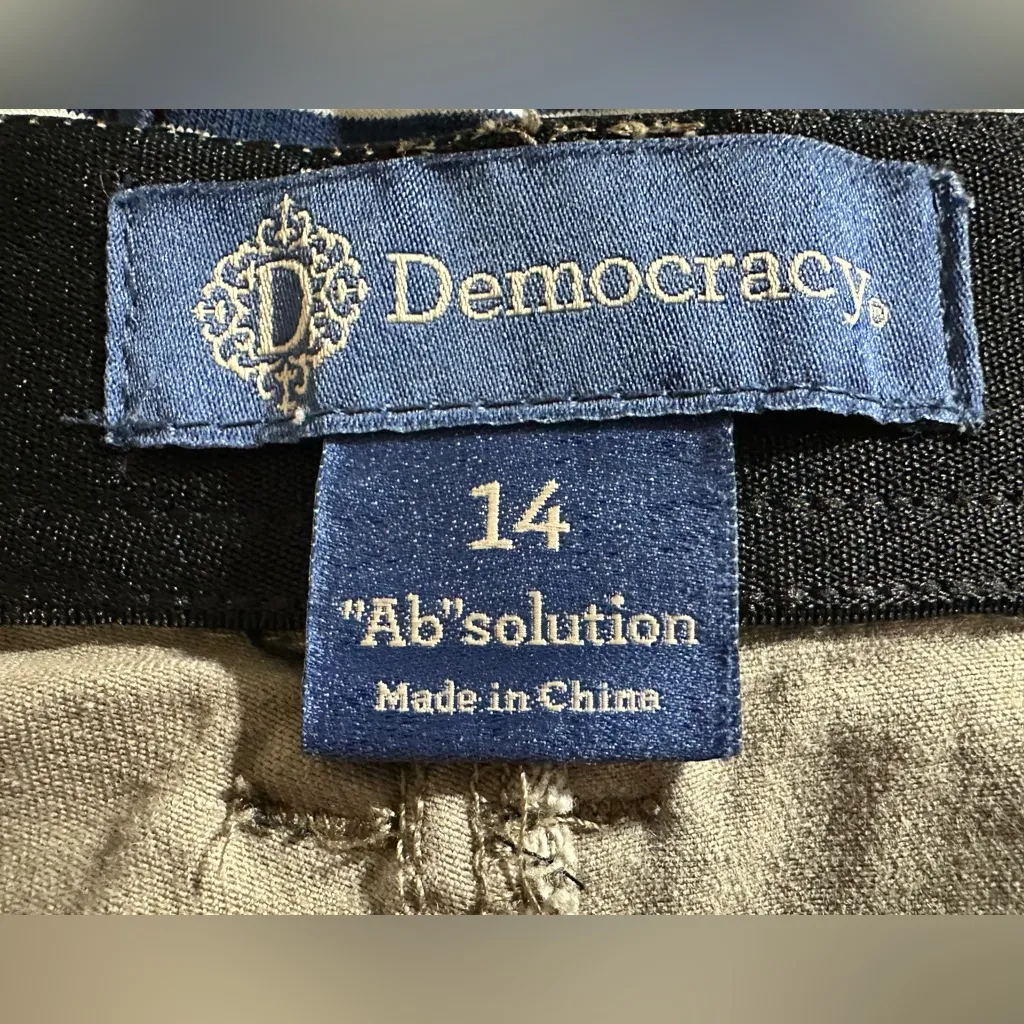 D Democracy®
14
"Ab"solution
Made in China